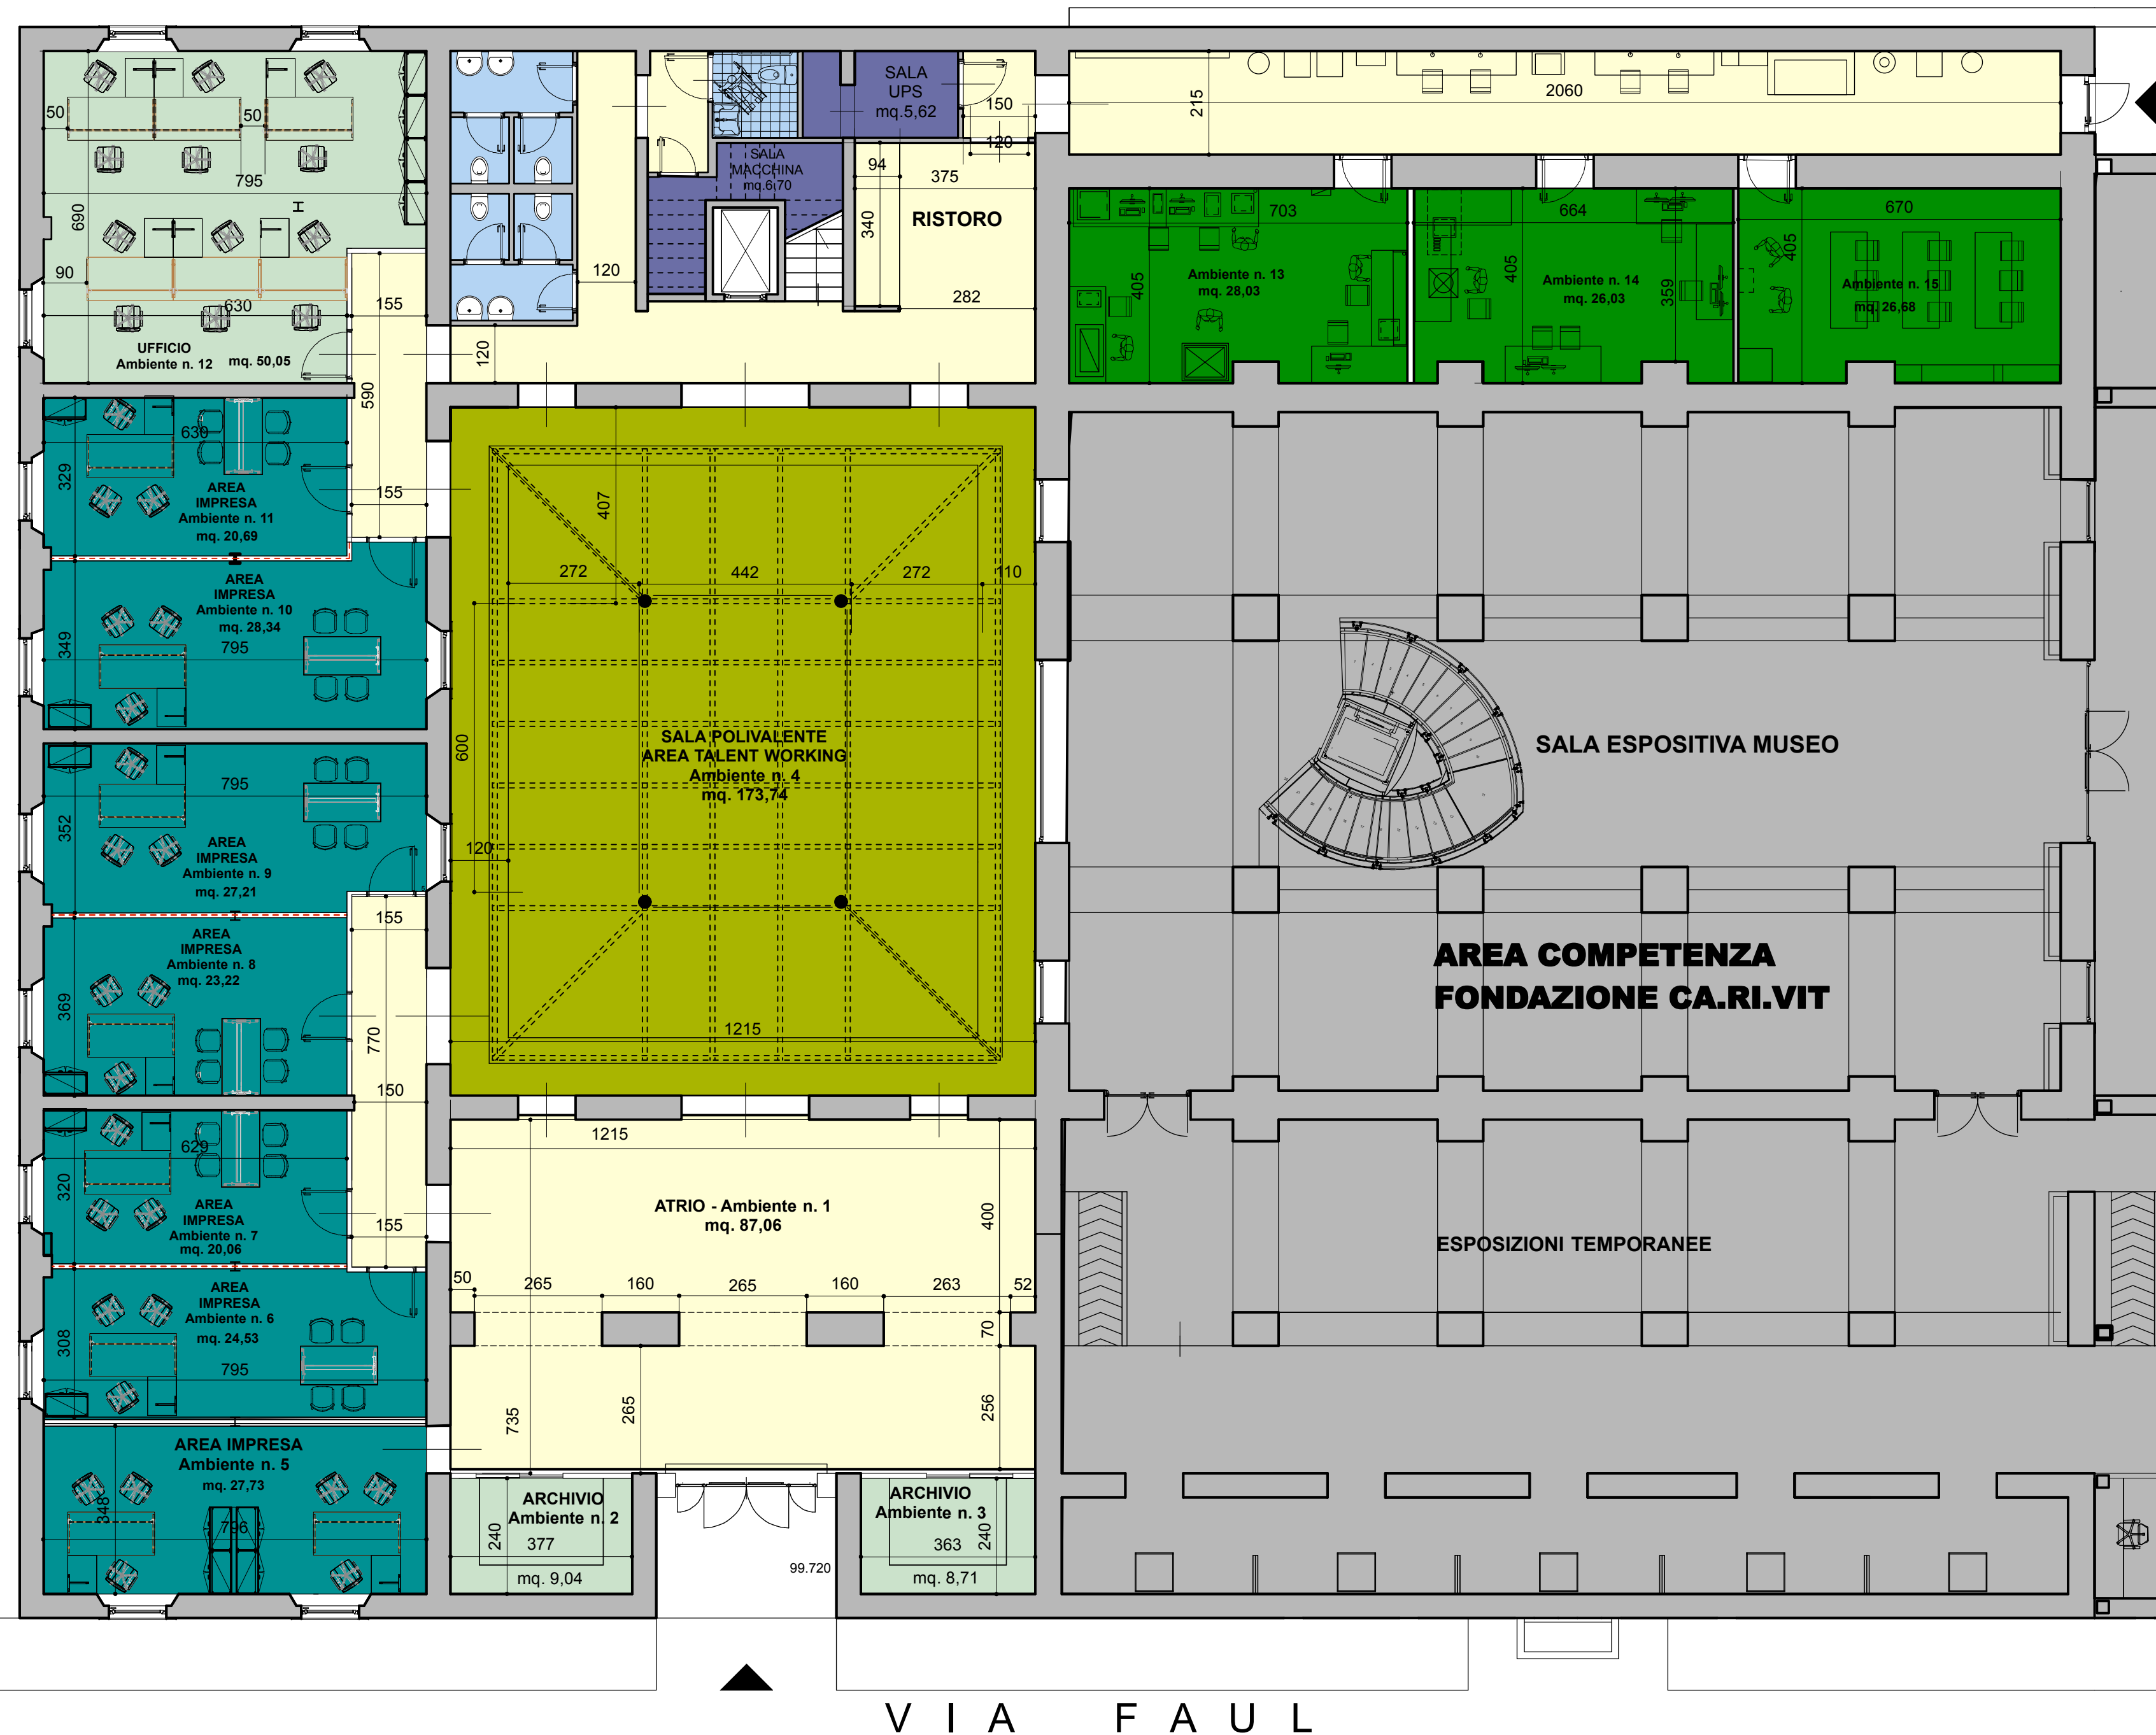 50
50
795
690
H
90
630
155
UFFICIO
Ambiente n. 12 mq. 50,05
120
120
SALA
UPS
mq.5,62
150
120
SALA
MACCHINA
mq.6,70
94
375
340
RISTORO
282
215
2060
703
405
Ambiente n. 13
mq. 28,03
664
405
359
Ambiente n. 14
mq. 26,03
670
405
Ambiente n. 15
mq. 26,68
590
630
329
155
AREA
IMPRESA
Ambiente n. 11
mq. 20,69
AREA
IMPRESA
Ambiente n. 10
mq. 28,34
349
795
407
272
442
272
110
600
SALA POLIVALENTE
AREA TALENT WORKING
Ambiente n. 4
mq. 173,74
120
1215
SALA ESPOSITIVA MUSEO
795
352
AREA
IMPRESA
Ambiente n. 9
mq. 27,21
155
AREA
IMPRESA
Ambiente n. 8
mq. 23,22
369
770
150
AREA COMPETENZA
FONDAZIONE CA.RI.VIT
629
320
AREA
IMPRESA
Ambiente n. 7
mq. 20,06
155
1215
ATRIO - Ambiente n. 1
mq. 87,06
400
ESPOSIZIONI TEMPORANEE
AREA
IMPRESA
Ambiente n. 6
mq. 24,53
308
795
50
265
160
265
160
263
52
70
735
265
256
AREA IMPRESA
Ambiente n. 5
mq. 27,73
348
796
ARCHIVIO
Ambiente n. 2
240
377
mq. 9,04
99.720
ARCHIVIO
Ambiente n. 3
240
363
mq. 8,71
VIA FAUL